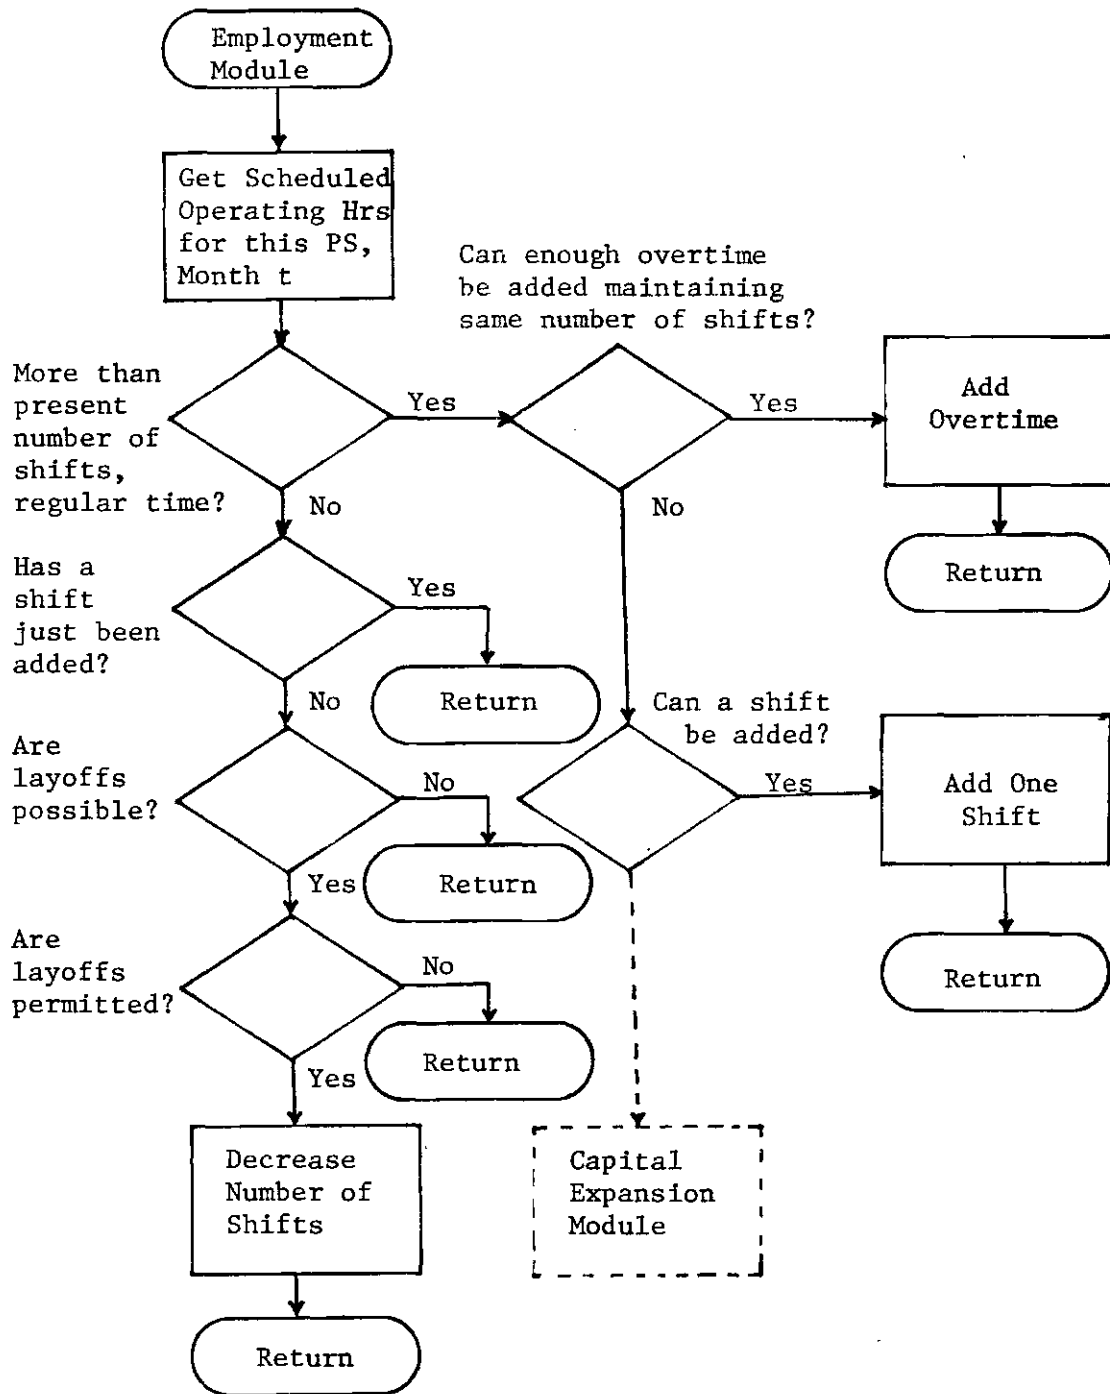 Employment
Module
Get Scheduled
Operating Hrs
for this PS,
Month t
Can enough overtime
be added maintaining
same number of shifts?
More than
present
number of
shifts,
regular time?
Yes
Yes
Add
Overtime
No
No
Return
Has a
shift
just been
added?
Yes
Return
No
Can a shift
be added?
Are
layoffs
possible?
No
Yes
Add One
Shift
Return
Yes
Are
layoffs
permitted?
No
Return
Return
Yes
Decrease
Number of
Shifts
Capital
Expansion
Module
Return